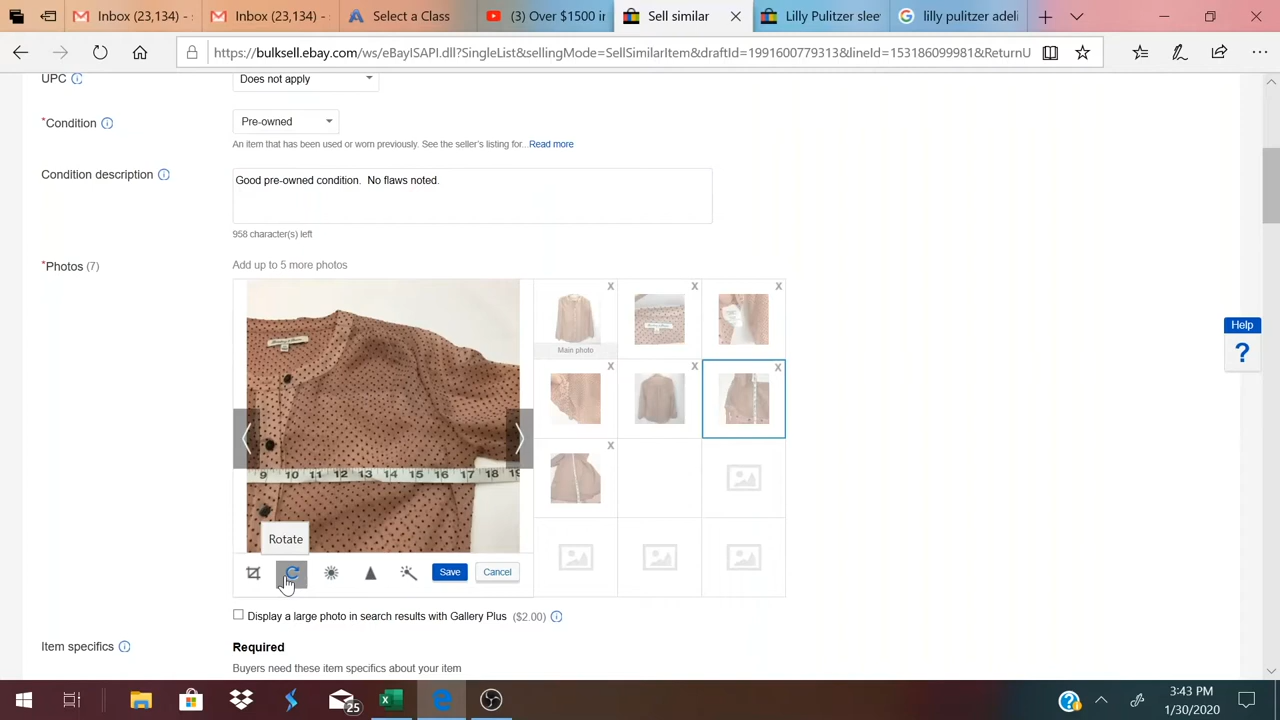 Inbox (23,134) -
Inbox (23,134) -
Select a Class
(3) Over $1500 ir
Sell similar
Lilly Pulitzer slee
lilly pulitzer adeli
https://bulksell.ebay.com/ws/eBayISAPI.dll?SingleList&sellingMode=SellSimilarItem&draftId=1991600779313&lineId=153186099981&ReturnU
UPC
Does not apply
*Condition
Pre-owned
An item that has been used or worn previously. See the seller's listing for...Read more
Condition description
Good pre-owned condition.  No flaws noted.
958 character(s) left
*Photos (7)
Add up to 5 more photos
X X X
Main photo
Help
?
X X X
X
9 10 11 12 13 14 15 16 17 18 19
Rotate
Save
Cancel
Display a large photo in search results with Gallery Plus ($2.00)
Item specifics
Required
Buyers need these item specifics about your item
25
3:43 PM
1/30/2020